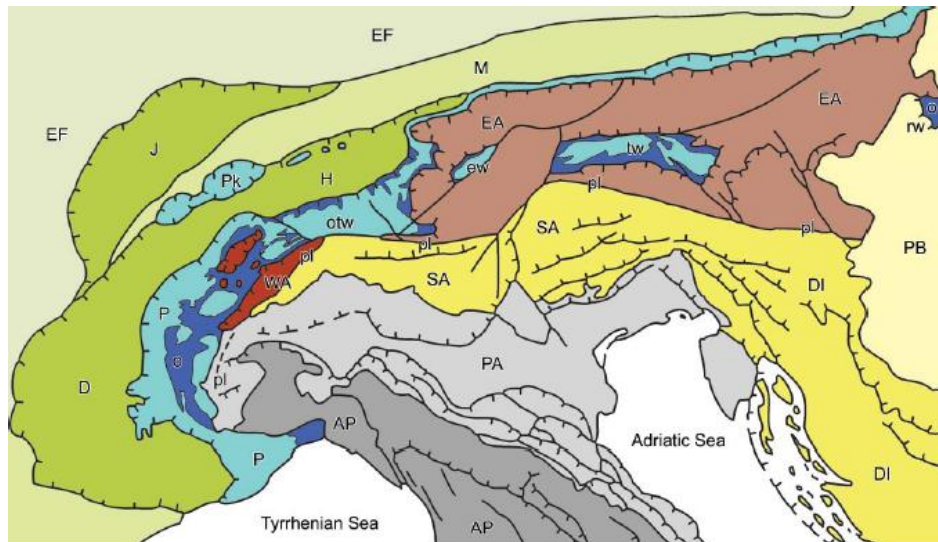 EF
M
EF
EA
EA
o
rw
J
Pk
ew
tw
H
otw
pl
pl
SA
pl
PB
pl
WA
SA
DI
P
o
PA
D
pl
AP
Adriatic Sea
P
DI
Tyrrhenian Sea
AP